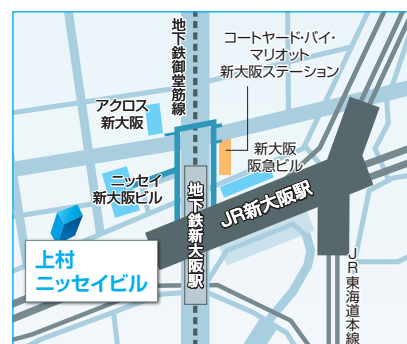 地下鉄御堂筋線
コートヤード・バイ・
マリオット
新大阪ステーション
アクロス
新大阪
新大阪
阪急ビル
ニッセイ
新大阪ビル
地下鉄新大阪駅
JR新大阪駅
上村
ニッセイビル
JR東海道本線